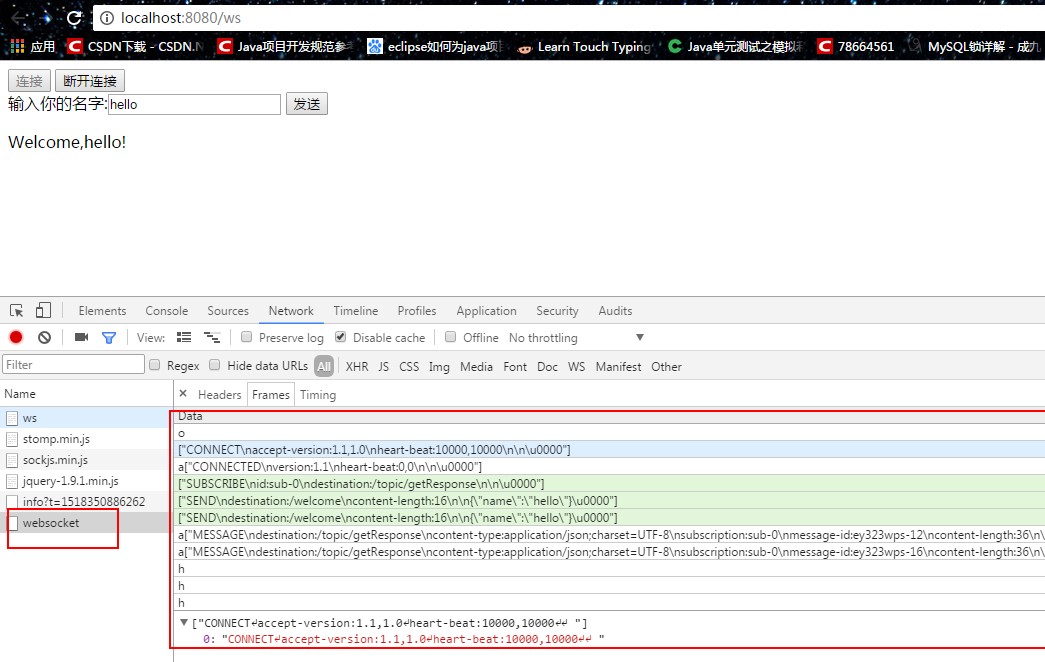 localhost:8080/ws
应用 CSDN下载 - CSDN.N Java项目开发规范参 eclipse如何为java项 Learn Touch Typing Java单元测试之模拟 78664561 MySQL锁详解 - 成
连接 断开连接
输入你的名字:hello 发送
Welcome,hello!
Elements Console Sources Network Timeline Profiles Application Security Audits
View: Preserve log Disable cache Offline No throttling
Filter Regex Hide data URLs All XHR JS CSS Img Media Font Doc WS Manifest Other
Name
ws
stomp.min.js
sockjs.min.js
jquery-1.9.1.min.js
info?t=1518350886262
websocket
× Headers Frames Timing
Data
o
["CONNECT\naccept-version:1.1,1.0\nheart-beat:10000,10000\n\n\u0000"]
a["CONNECTED\nversion:1.1\nheart-beat:0,0\n\n\u0000"]
["SUBSCRIBE\nid:sub-0\ndestination:/topic/getResponse\n\n\u0000"]
["SEND\ndestination:/welcome\ncontent-length:16\n\n{\"name\":\"hello\"}\u0000"]
["SEND\ndestination:/welcome\ncontent-length:16\n\n{\"name\":\"hello\"}\u0000"]
a["MESSAGE\ndestination:/topic/getResponse\ncontent-type:application/json;charset=UTF-8\nsubscription:sub-0\nmessage-id:ey323wps-12\ncontent-length:36\n\
a["MESSAGE\ndestination:/topic/getResponse\ncontent-type:application/json;charset=UTF-8\nsubscription:sub-0\nmessage-id:ey323wps-16\ncontent-length:36\n\
h
h
h
▼["CONNECT↵accept-version:1.1,1.0↵heart-beat:10000,10000↵↵ "]
0: "CONNECT↵accept-version:1.1,1.0↵heart-beat:10000,10000↵↵ "